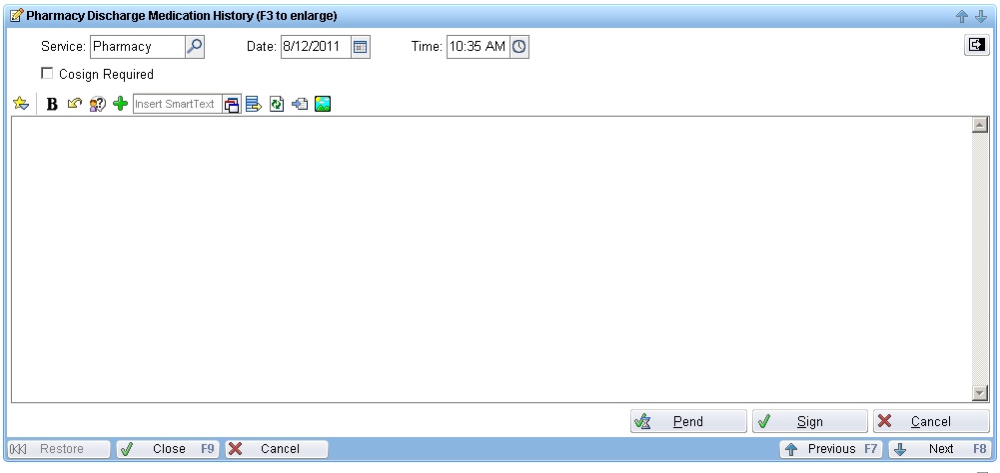 Pharmacy Discharge Medication History (F3 to enlarge)
Service: Pharmacy Date: 8/12/2011 Time: 10:35 AM
Cosign Required
B Insert SmartText
Pend Sign Cancel
Restore Close F9 Cancel Previous F7 Next F8